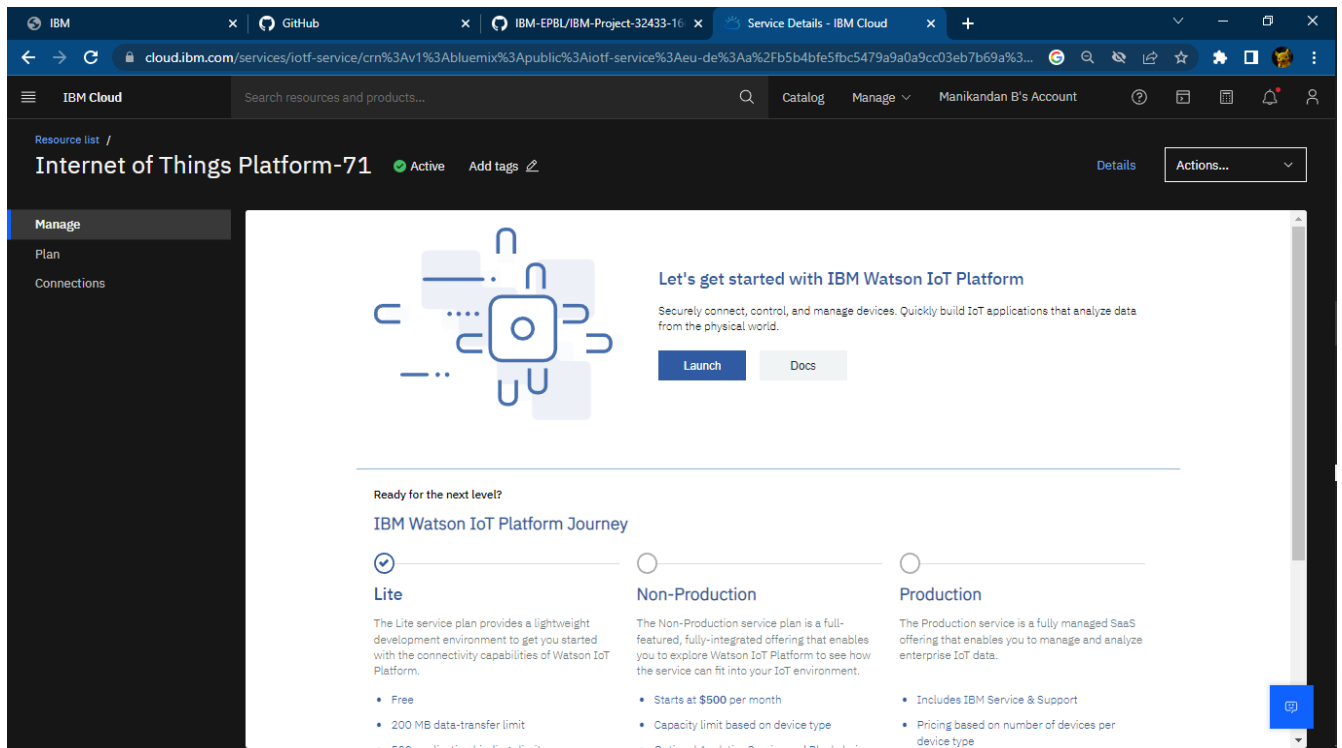 IBM
GitHub
IBM-EPBL/IBM-Project-32433-16
Service Details - IBM Cloud
cloud.ibm.com/services/iotf-service/crn%3Av1%3Abluemix%3Apublic%3Aiotf-service%3Aeu-de%3Aa%2Fb5b4bfe5fbc5479a9a0a9cc03eb7b69a%3...
IBM Cloud
Search resources and products...
Catalog
Manage
Manikandan B's Account
Resource list /
Internet of Things Platform-71
Active
Add tags
Details
Actions...
Manage
Plan
Connections
Let's get started with IBM Watson IoT Platform
Securely connect, control, and manage devices. Quickly build IoT applications that analyze data
from the physical world.
Launch
Docs
Ready for the next level?
IBM Watson IoT Platform Journey
Lite
The Lite service plan provides a lightweight
development environment to get you started
with the connectivity capabilities of Watson IoT
Platform.
• Free
• 200 MB data-transfer limit
Non-Production
The Non-Production service plan is a full-
featured, fully-integrated offering that enables
you to explore Watson IoT Platform to see how
the service can fit into your IoT environment.
• Starts at $500 per month
• Capacity limit based on device type
Production
The Production service is a fully managed SaaS
offering that enables you to manage and analyze
enterprise IoT data.
• Includes IBM Service & Support
• Pricing based on number of devices per
device type